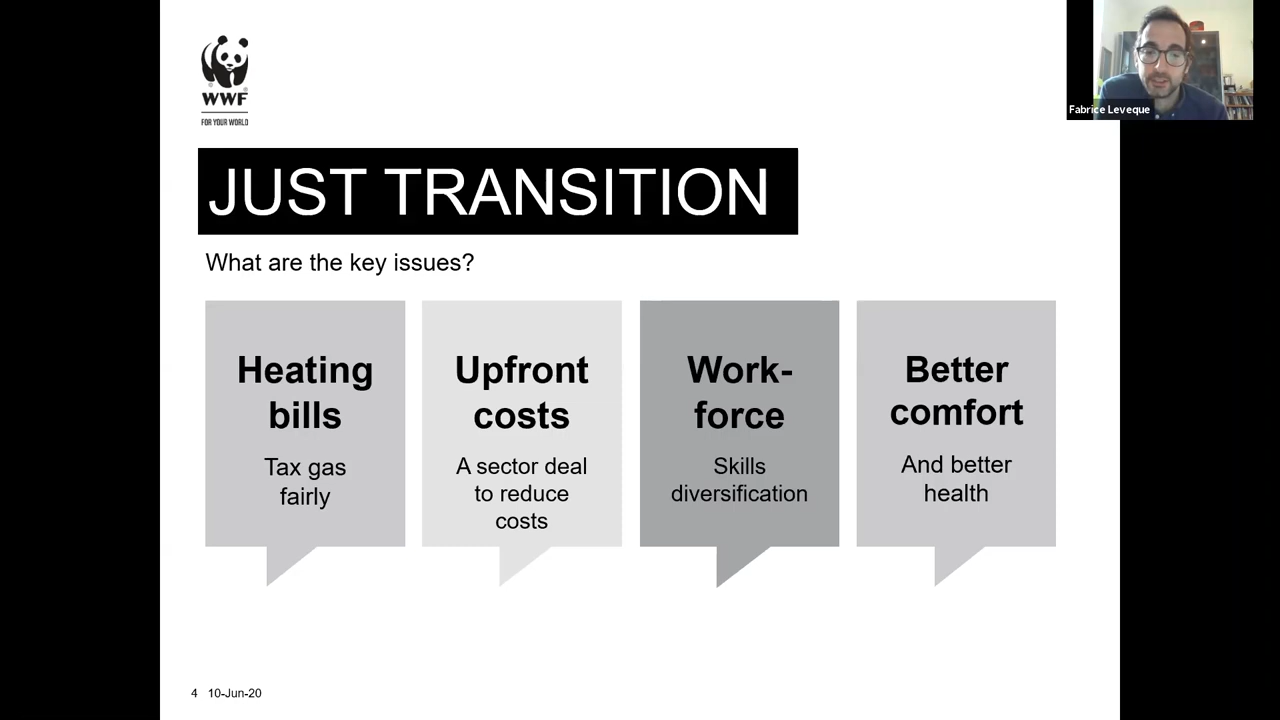 WWF
FOR YOUR WORLD
Fabrice Leveque
JUST TRANSITION
What are the key issues?
Heating
bills
Tax gas
fairly
Upfront
costs
A sector deal
to reduce
costs
Work-
force
Skills
diversification
Better
comfort
And better
health
4 10-Jun-20